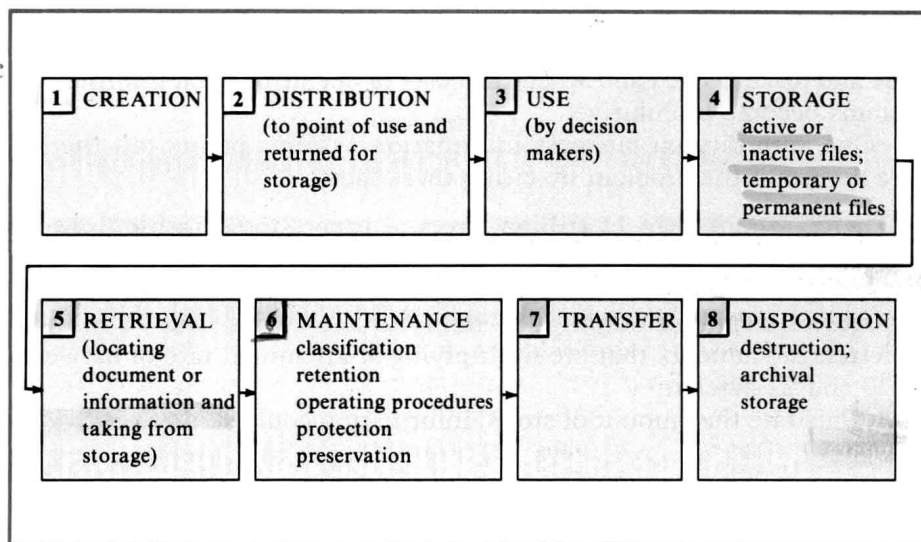 1 CREATION
2 DISTRIBUTION
(to point of use and
returned for
storage)
3 USE
(by decision
makers)
4 STORAGE
active or
inactive files;
temporary or
permanent files
5 RETRIEVAL
(locating
document or
information and
taking from
storage)
6 MAINTENANCE
classification
retention
operating procedures
protection
preservation
7 TRANSFER
8 DISPOSITION
destruction;
archival
storage